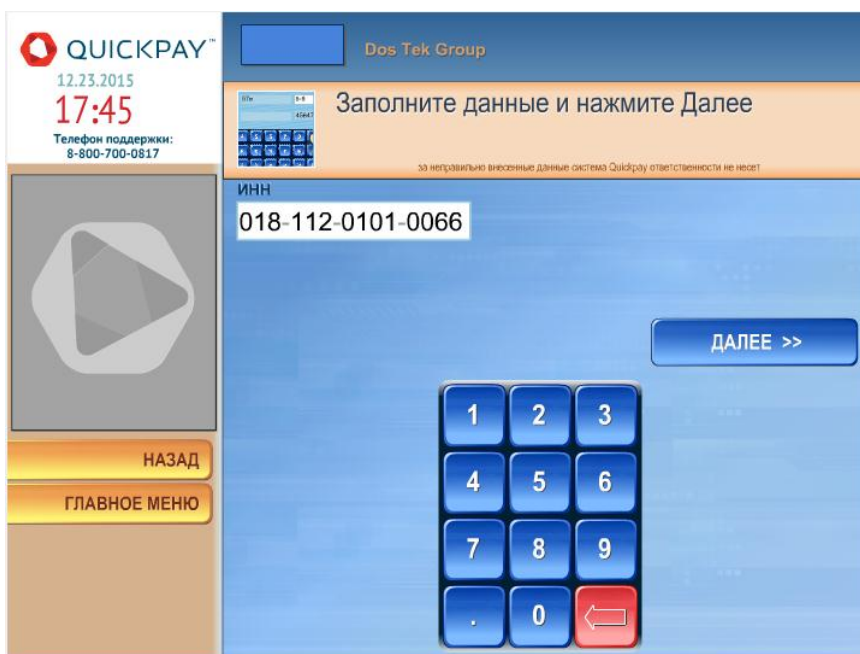 QUICKPAY™
12.23.2015
17:45
Телефон поддержки:
8-800-700-0817
Dos Tek Group
Заполните данные и нажмите Далее
за неправильно внесенные данные система Quickpay ответственности не несет
ИНН
018-112-0101-0066
ДАЛЕЕ >>
1 2 3
4 5 6
7 8 9
. 0
НАЗАД
ГЛАВНОЕ МЕНЮ